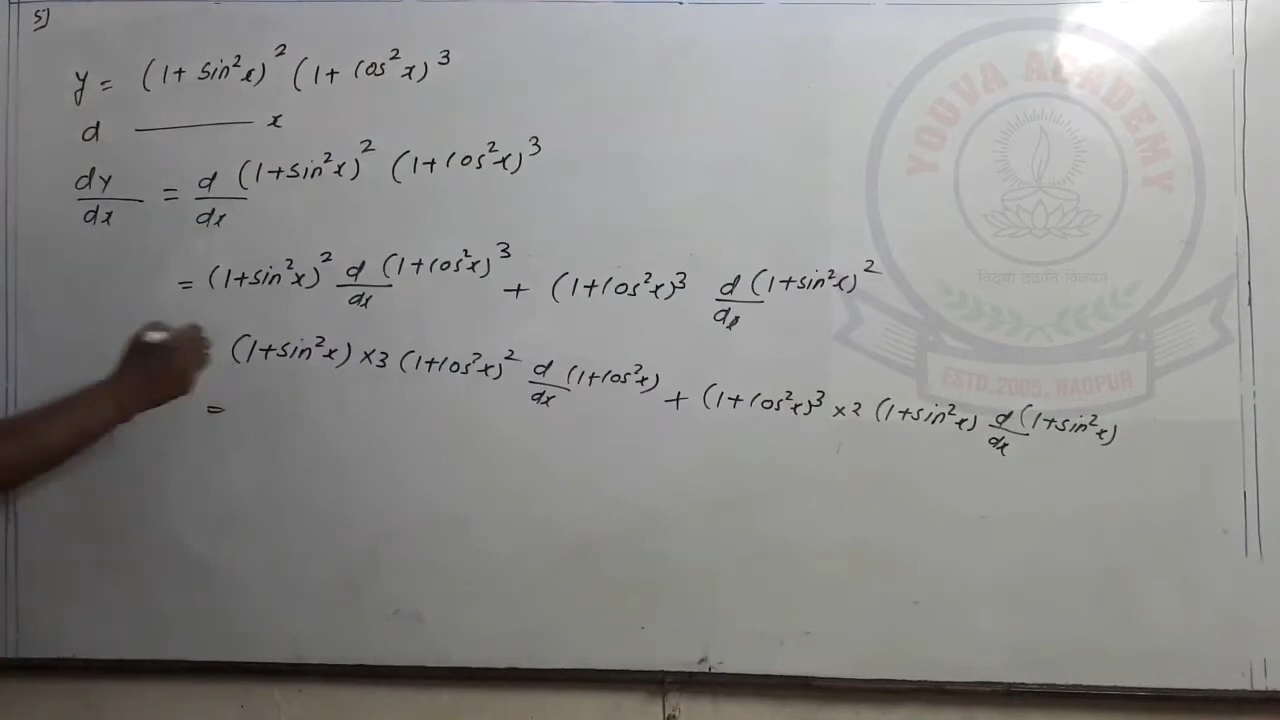 5)
y = (1 + sin²x)² (1 + cos²x)³
d ——— x
dy/dx = d/dx (1+sin²x)² (1+cos²x)³
= (1+sin²x)² d/dx (1+cos²x)³ + (1+cos²x)³ d/dx (1+sin²x)²
(1+sin²x) ×3 (1+cos²x)² d/dx (1+cos²x) + (1+cos²x)³ ×2 (1+sin²x) d/dx (1+sin²x)
=
YOUVA ACADEMY
ESTD.2005, NAGPUR